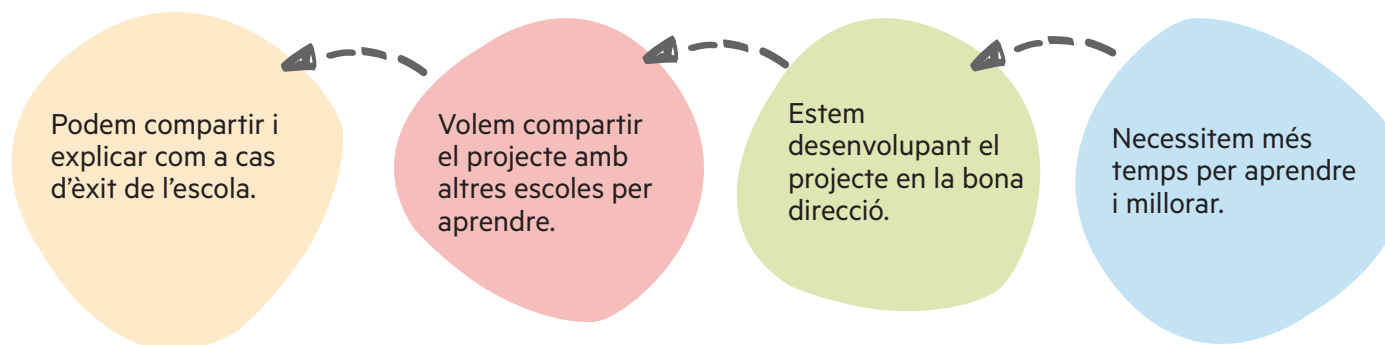 Podem compartir i
explicar com a cas
d’èxit de l’escola.
Volem compartir
el projecte amb
altres escoles per
aprendre.
Estem
desenvolupant el
projecte en la bona
direcció.
Necessitem més
temps per aprendre
i millorar.